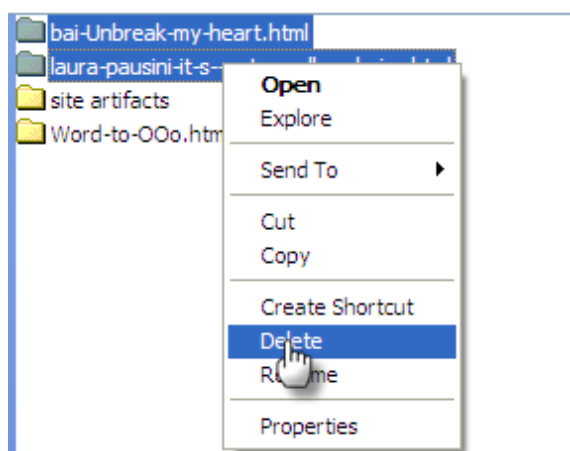 bai-Unbreak-my-heart.html
laura-pausini-it-s--
site artifacts
Word-to-OOo.htm
Open
Explore
Send To
Cut
Copy
Create Shortcut
Delete
Rename
Properties